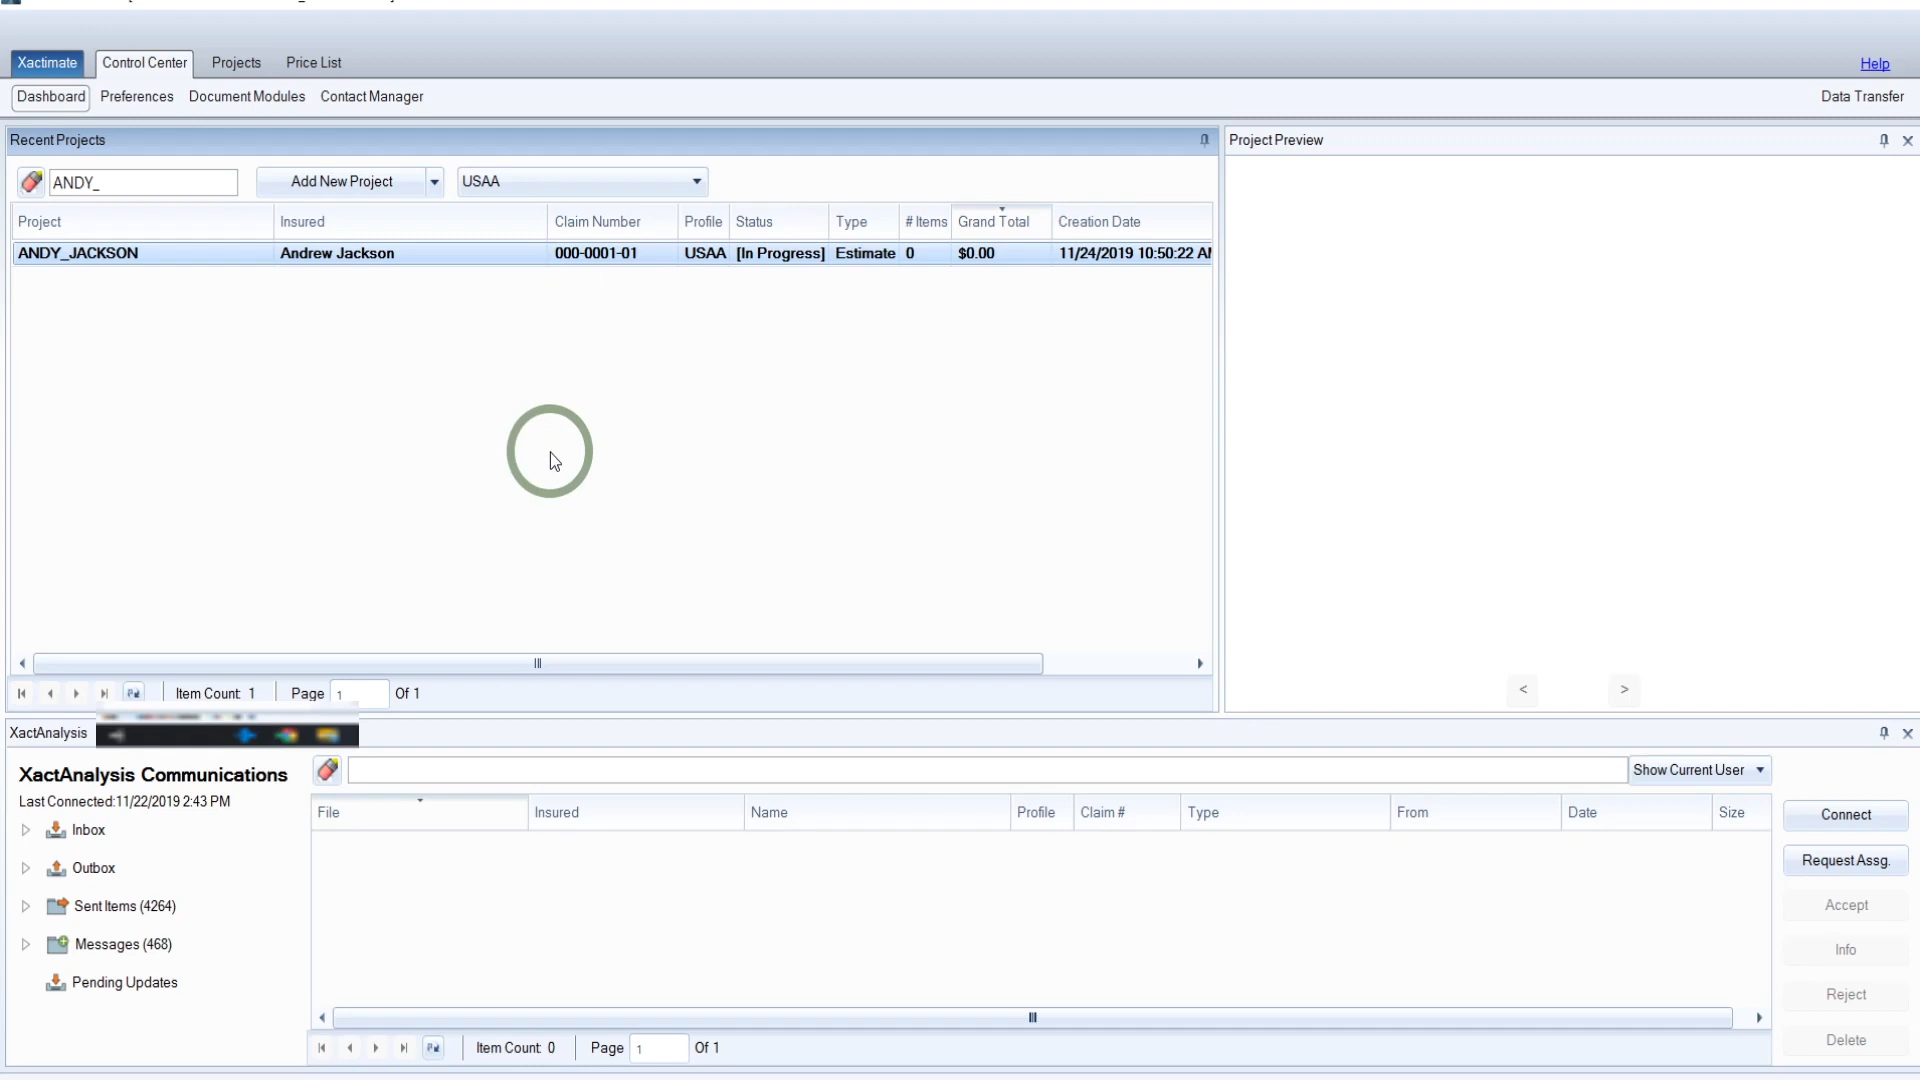 Xactimate Control Center Projects Price List Help
Dashboard Preferences Document Modules Contact Manager Data Transfer
Recent Projects
Project Preview
ANDY_ Add New Project USAA
Project Insured Claim Number Profile Status Type # Items Grand Total Creation Date
ANDY_JACKSON Andrew Jackson 000-0001-01 USAA [In Progress] Estimate 0 $0.00 11/24/2019 10:50:22 AM
Item Count 1 Page 1 Of 1
< >
XactAnalysis
XactAnalysis Communications
Last Connected:11/22/2019 2:43 PM
Inbox
Outbox
Sent Items (4264)
Messages (468)
Pending Updates
Show Current User
File Insured Name Profile Claim # Type From Date Size
Item Count 0 Page 1 Of 1
Connect
Request Assg.
Accept
Info
Reject
Delete